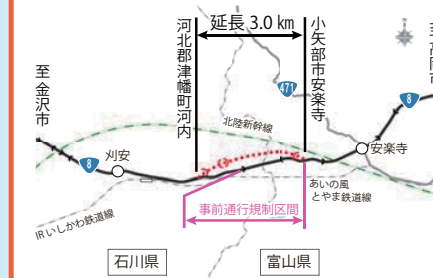 延長 3.0 km
河北郡津幡町河内
小矢部市安楽寺
至金沢市
471
8
北陸新幹線
安楽寺
刈安
8
あいの風
とやま鉄道線
事前通行規制区間
IRいしかわ鉄道線
石川県
富山県